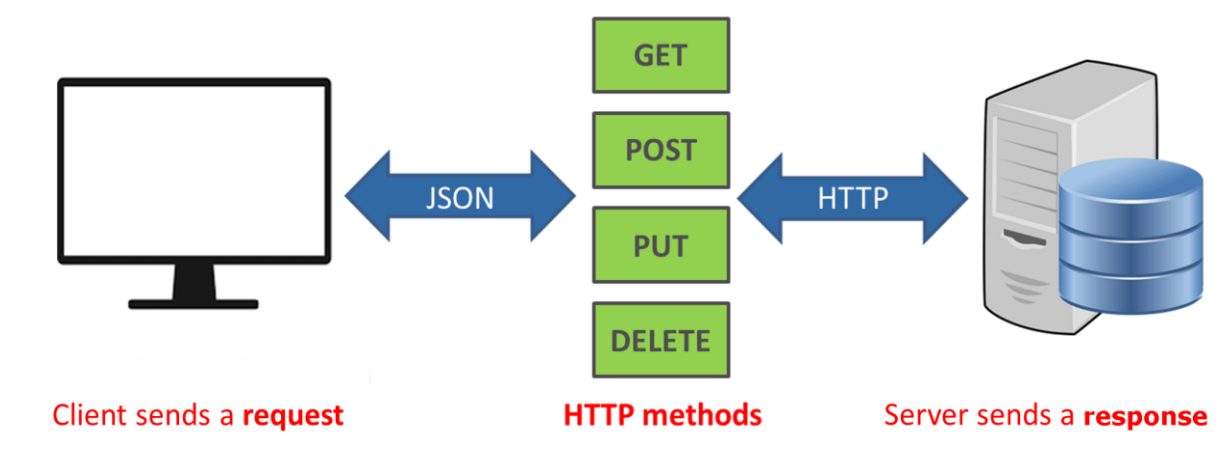 GET
POST
JSON
HTTP
PUT
DELETE
Client sends a request
HTTP methods
Server sends a response